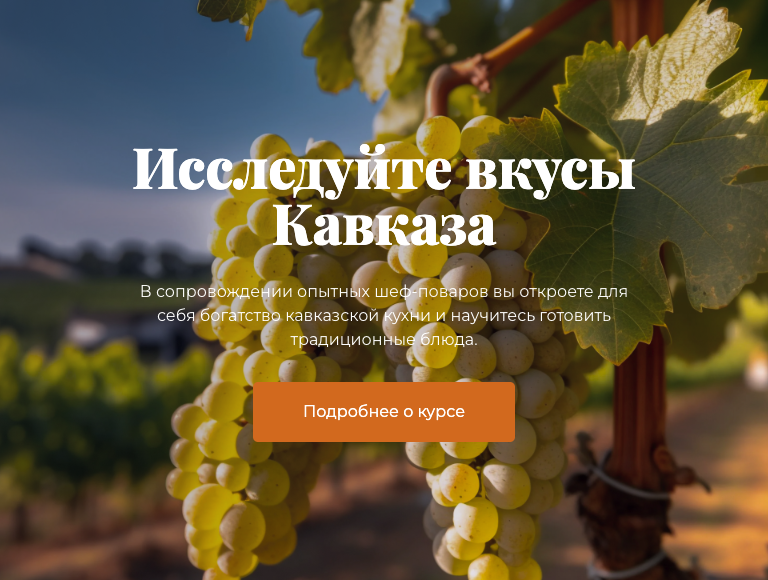 Исследуйте вкусы
Кавказа
В сопровождении опытных шеф-поваров вы откроете для
себя богатство кавказской кухни и научитесь готовить
традиционные блюда.
Подробнее о курсе